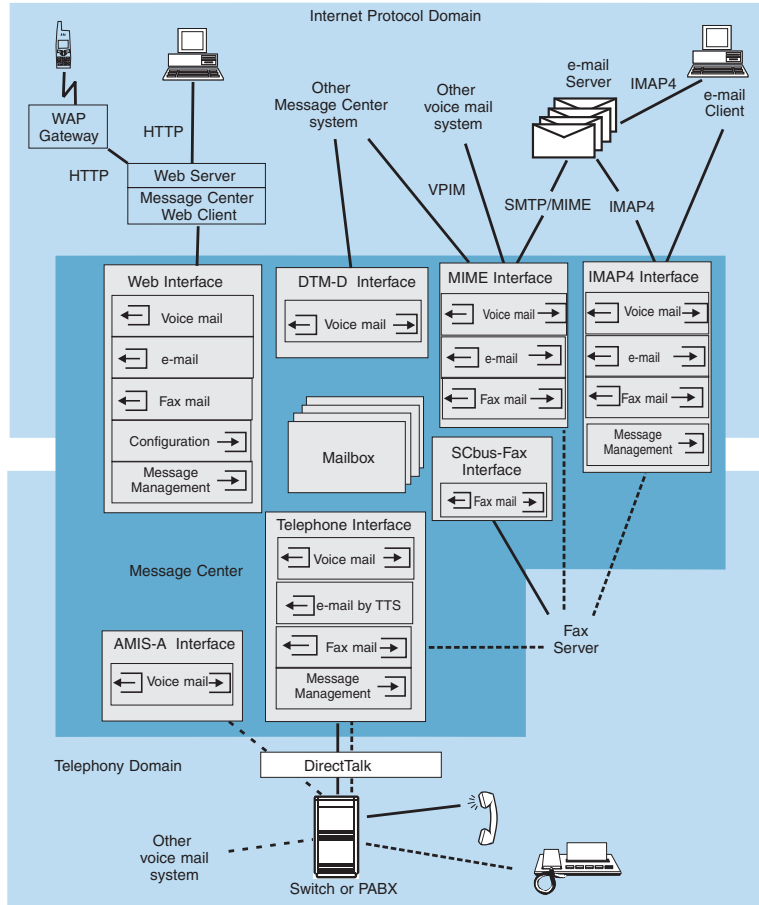 Internet Protocol Domain
WAP
Gateway
HTTP
HTTP
Web Server
Message Center
Web Client
Other
Message Center
system
Other
voice mail
system
e-mail
Server
IMAP4
e-mail
Client
VPIM
SMTP/MIME
IMAP4
Web Interface
Voice mail
e-mail
Fax mail
Configuration
Message
Management
DTM-D Interface
Voice mail
MIME Interface
Voice mail
e-mail
Fax mail
IMAP4 Interface
Voice mail
e-mail
Fax mail
Message
Management
Mailbox
SCbus-Fax
Interface
Fax mail
Message Center
Telephone Interface
Voice mail
e-mail by TTS
Fax mail
Message
Management
AMIS-A Interface
Voice mail
Fax
Server
Telephony Domain
DirectTalk
Other
voice mail
system
Switch or PABX